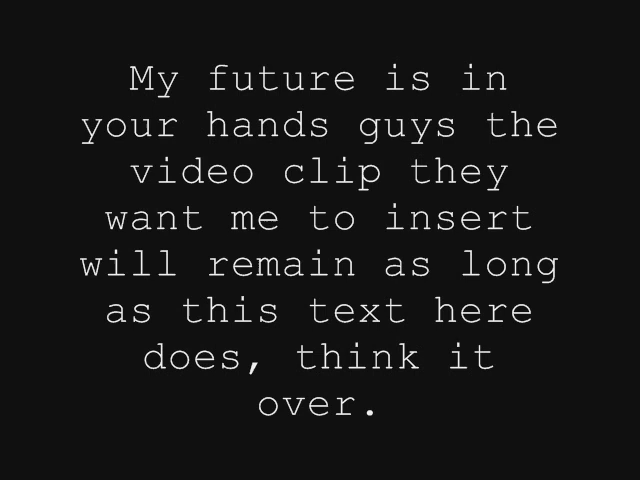 My future is in
your hands guys the
video clip they
want me to insert
will remain as long
as this text here
does, think it
over.